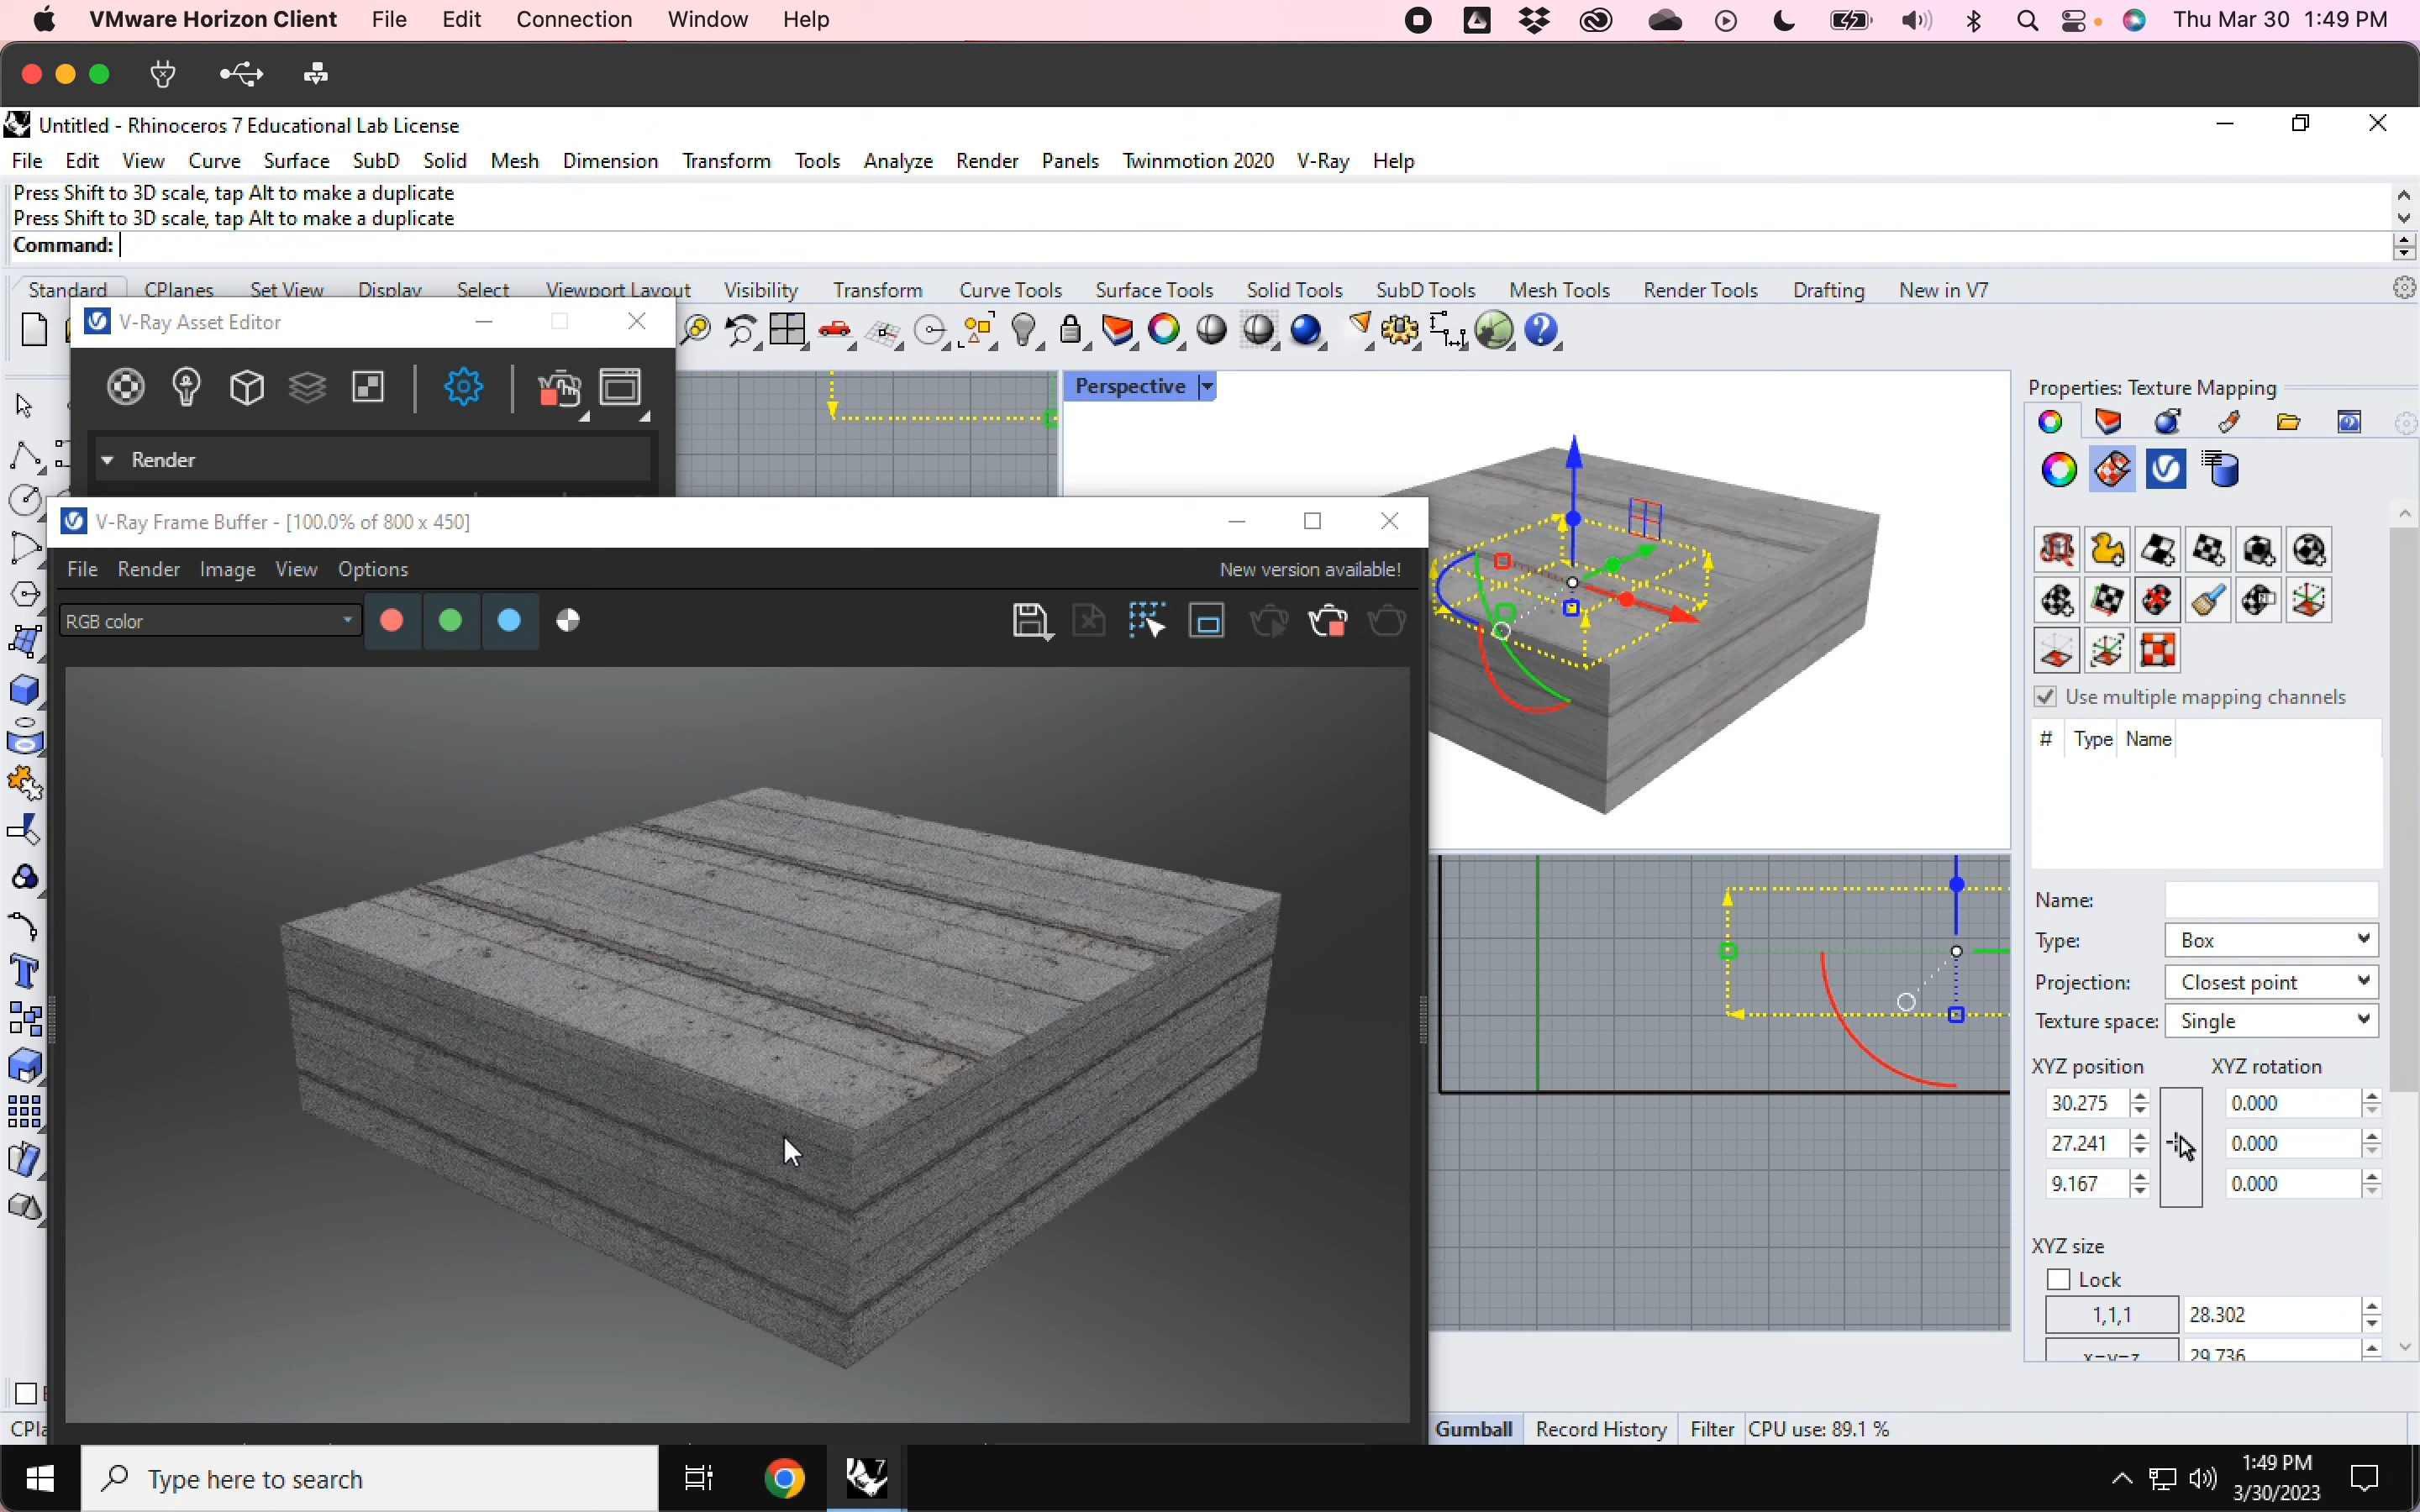 VMware Horizon Client File Edit Connection Window Help Thu Mar 30 1:49 PM
Untitled - Rhinoceros 7 Educational Lab License
File Edit View Curve Surface SubD Solid Mesh Dimension Transform Tools Analyze Render Panels Twinmotion 2020 V-Ray Help
Press Shift to 3D scale, tap Alt to make a duplicate
Press Shift to 3D scale, tap Alt to make a duplicate
Command:
Standard CPlanes Set View Display Select Viewport Layout Visibility Transform Curve Tools Surface Tools Solid Tools SubD Tools Mesh Tools Render Tools Drafting New in V7
V-Ray Asset Editor
Render
Perspective
V-Ray Frame Buffer - [100.0% of 800 x 450]
File Render Image View Options New version available!
RGB color
Properties: Texture Mapping
Use multiple mapping channels
# Type Name
Name:
Type: Box
Projection: Closest point
Texture space: Single
XYZ position XYZ rotation
30.275 0.000
27.241 0.000
9.167 0.000
XYZ size
Lock
1,1,1 28.302
x=y=z 29.736
CPla
Gumball Record History Filter CPU use: 89.1 %
Type here to search
7
1:49 PM
3/30/2023